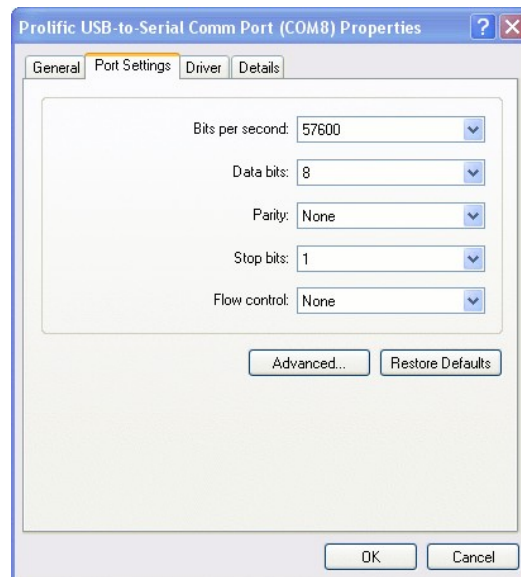 Prolific USB-to-Serial Comm Port (COM8) Properties
General Port Settings Driver Details
Bits per second: 57600
Data bits: 8
Parity: None
Stop bits: 1
Flow control: None
Advanced... Restore Defaults
OK Cancel